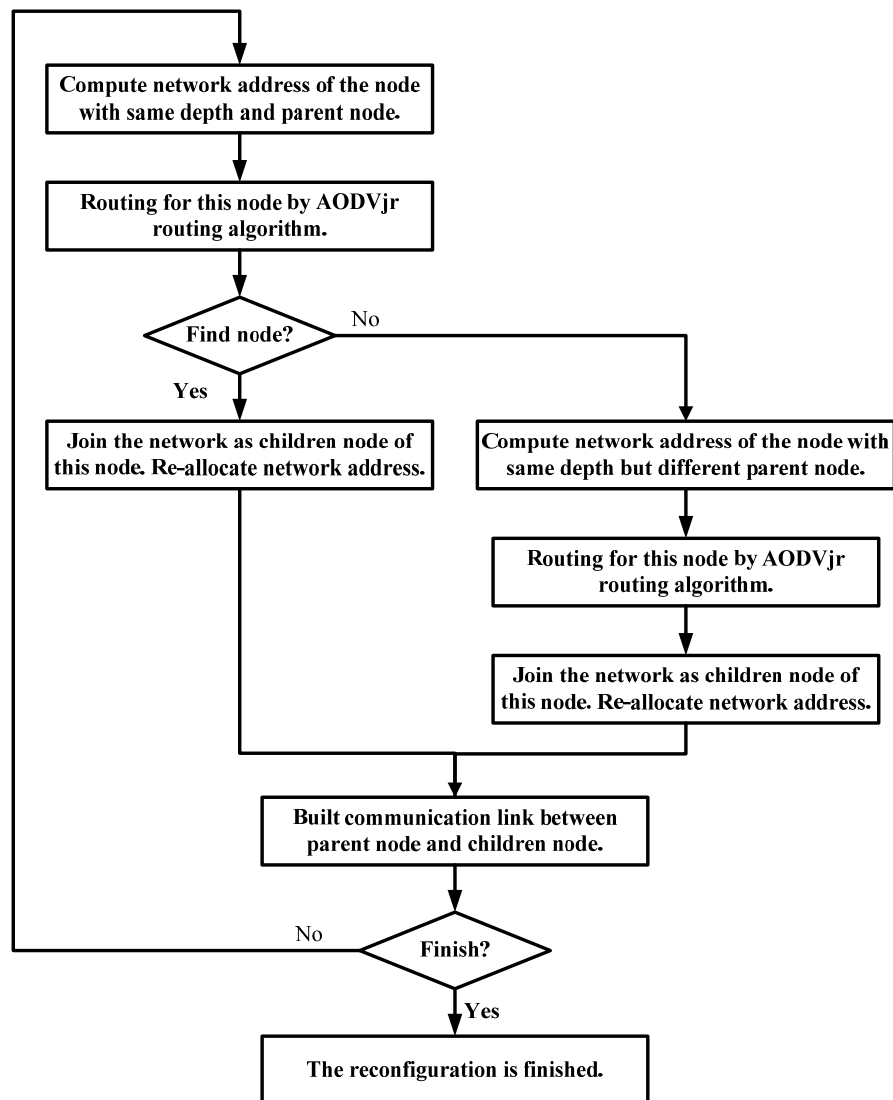 Compute network address of the node
with same depth and parent node.
Routing for this node by AODVjr
routing algorithm.
Find node?
No
Yes
Join the network as children node of
this node. Re-allocate network address.
Compute network address of the node with
same depth but different parent node.
Routing for this node by AODVjr
routing algorithm.
Join the network as children node of
this node. Re-allocate network address.
Built communication link between
parent node and children node.
No
Finish?
Yes
The reconfiguration is finished.